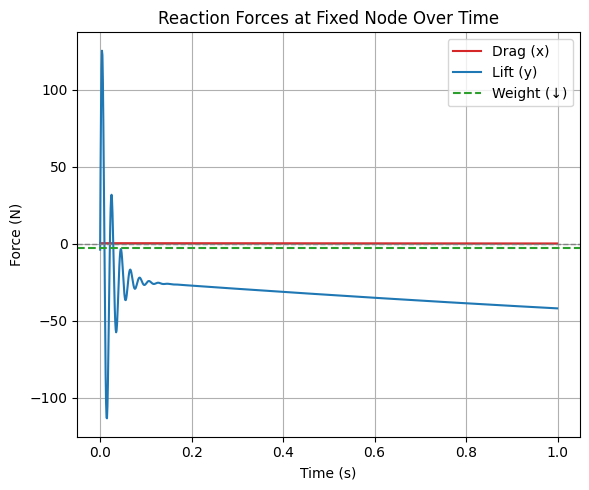 Reaction Forces at Fixed Node Over Time
Drag (x)
Lift (y)
Weight (↓)
100
50
0
−50
−100
Force (N)
0.0 0.2 0.4 0.6 0.8 1.0
Time (s)